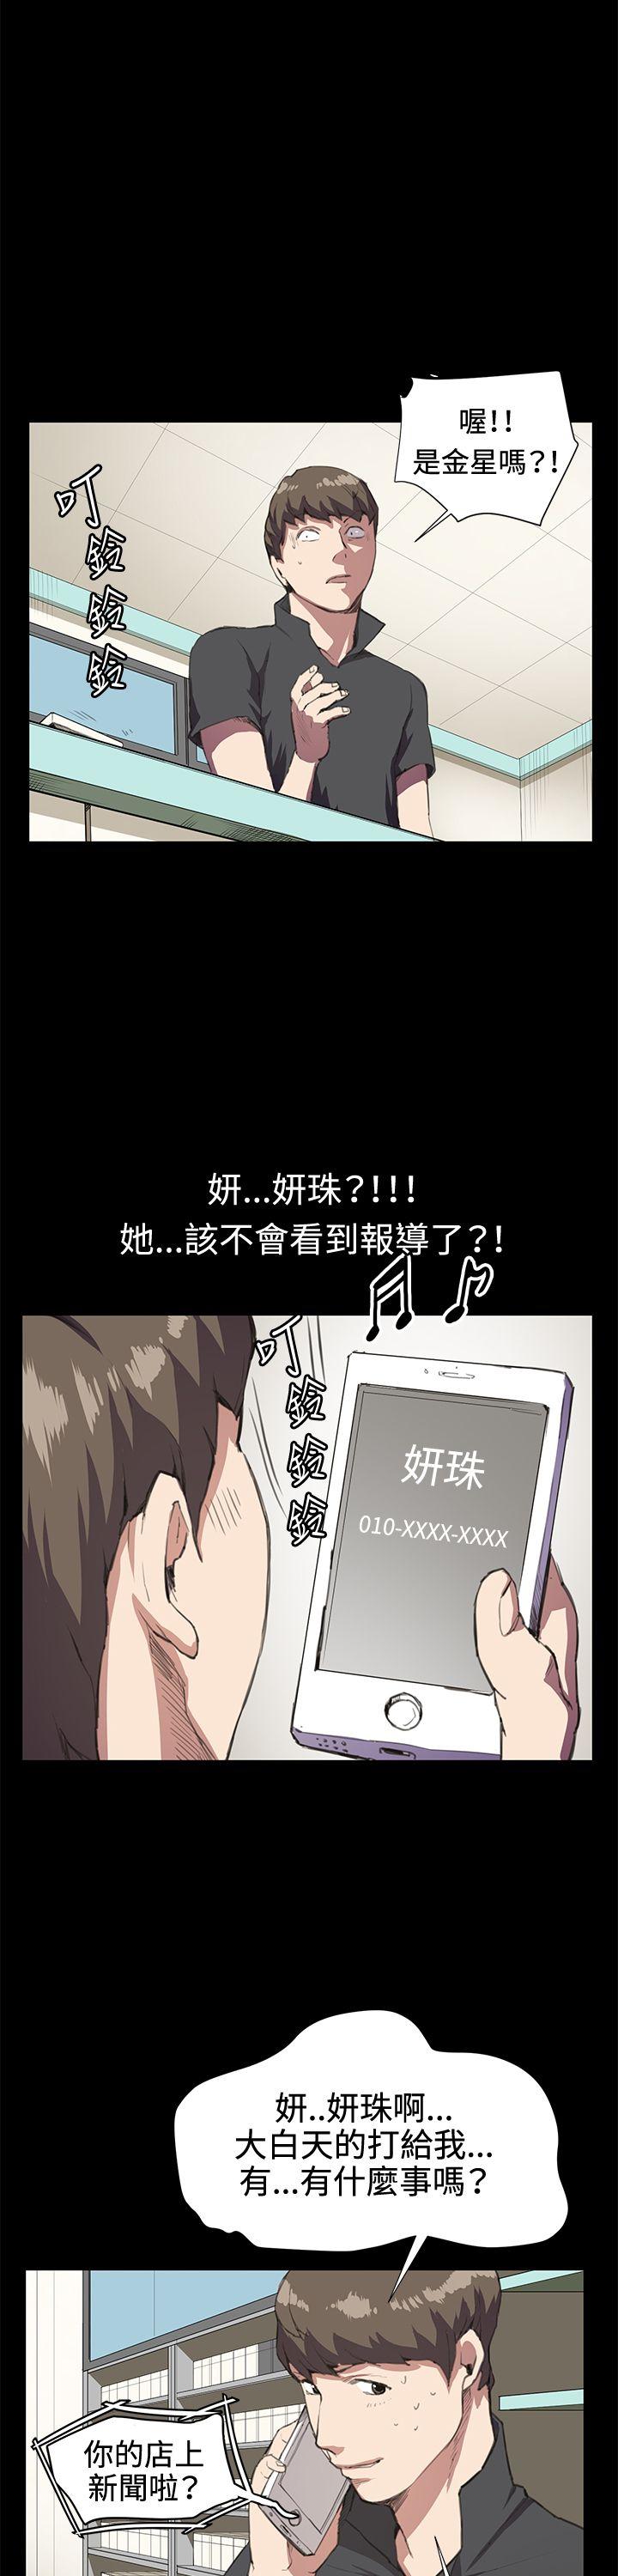 喔!!
是金星嗎?!
叮
鈴
鈴
鈴
妍...妍珠?!!!
她...該不會看到報導了?!
叮
鈴
鈴
鈴
妍珠
010-XXXX-XXXX
妍..妍珠啊...
大白天的打給我...
有...有什麼事嗎？
你的店上
新聞啦？